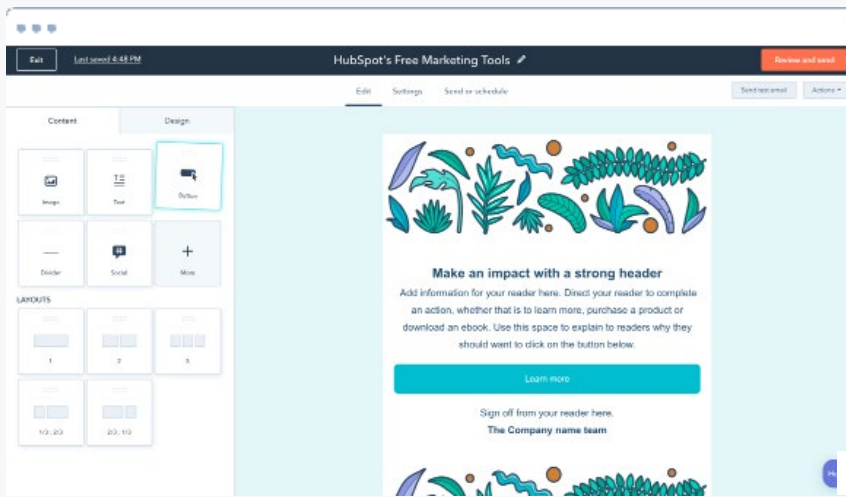 Exit
Last saved 4:48 PM
HubSpot's Free Marketing Tools
Review and send
Edit
Settings
Send or schedule
Send test email
Actions
Content
Design
Image
Text
Button
Divider
Social
More
LAYOUTS
1
2
3
1/3, 2/3
2/3, 1/3
Make an impact with a strong header
Add information for your reader here. Direct your reader to complete
an action, whether that is to learn more, purchase a product or
download an ebook. Use this space to explain to readers why they
should want to click on the button below.
Learn more
Sign off from your reader here.
The Company name team